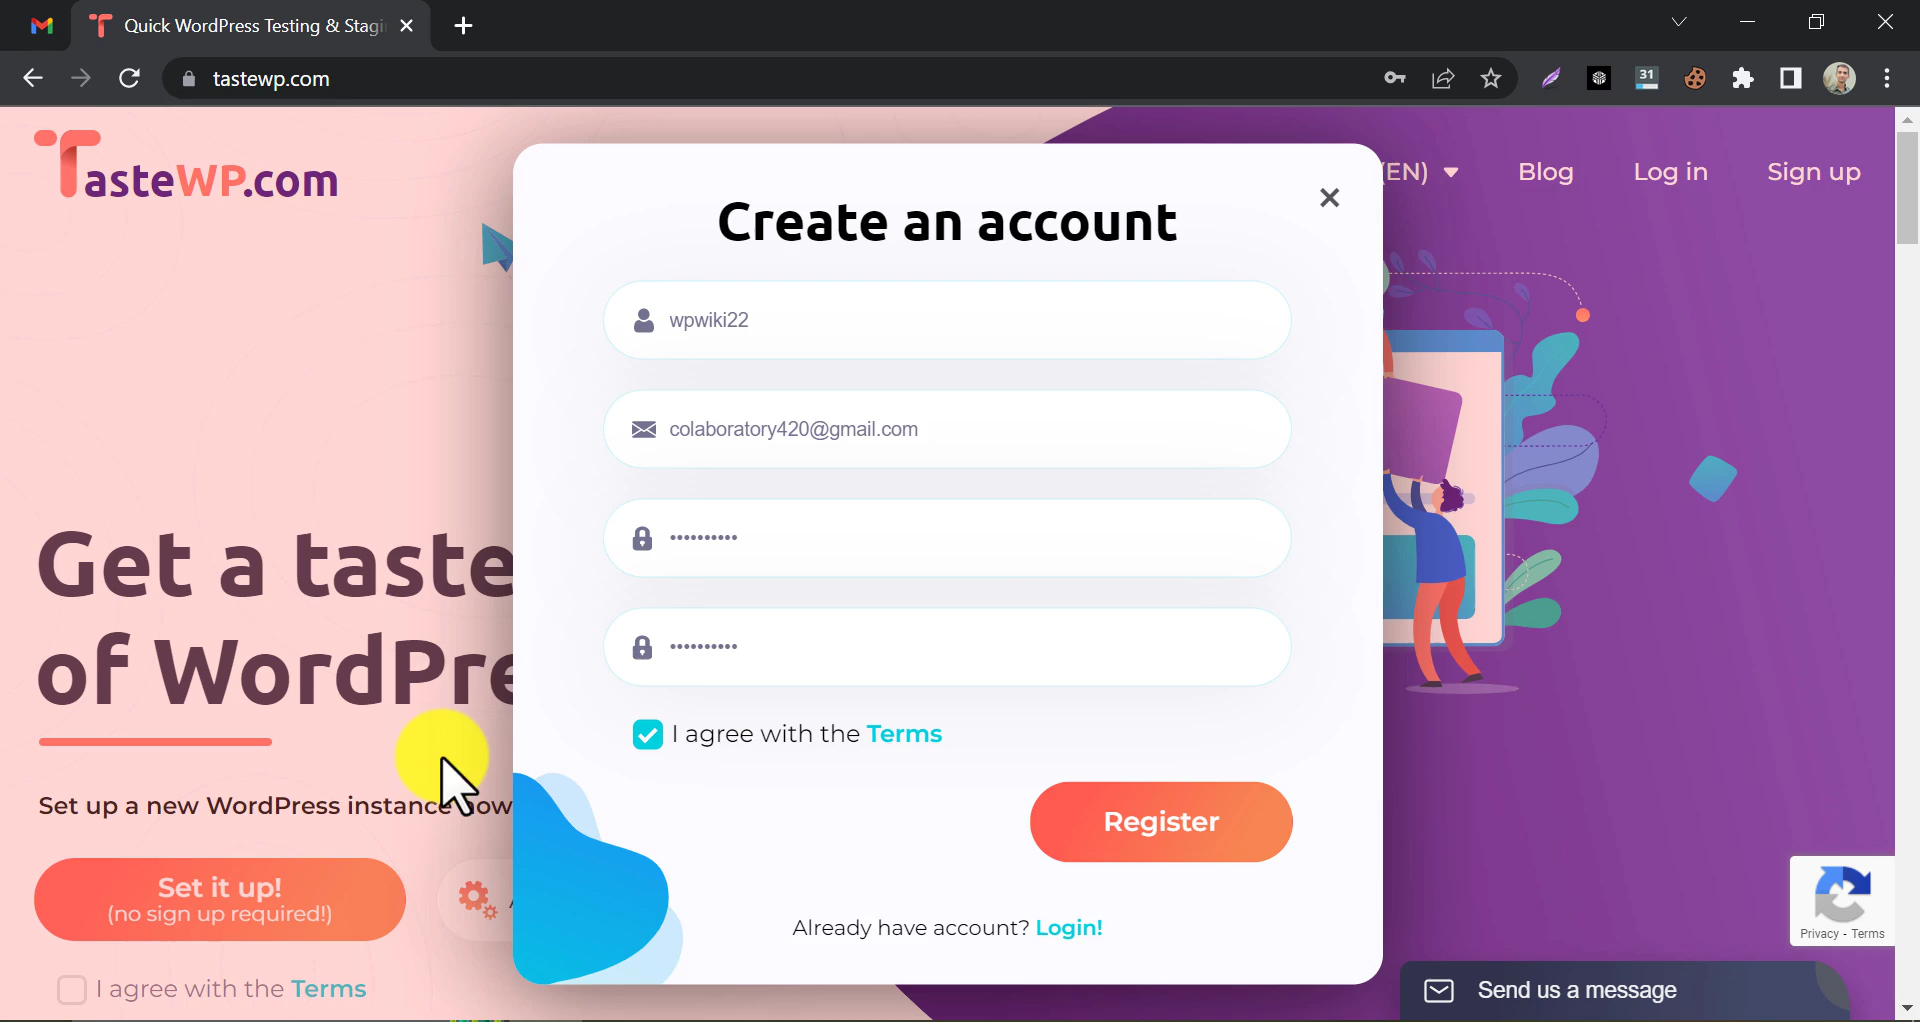 Quick WordPress Testing & Stagi
tastewp.com
31
TasteWP.com
(EN)
Blog
Log in
Sign up
Create an account
wpwiki22
colaboratory420@gmail.com
••••••••••
••••••••••
I agree with the Terms
Register
Already have account? Login!
Get a taste
of WordPre
Set up a new WordPress instance now
Set it up!
(no sign up required!)
I agree with the Terms
Privacy - Terms
Send us a message